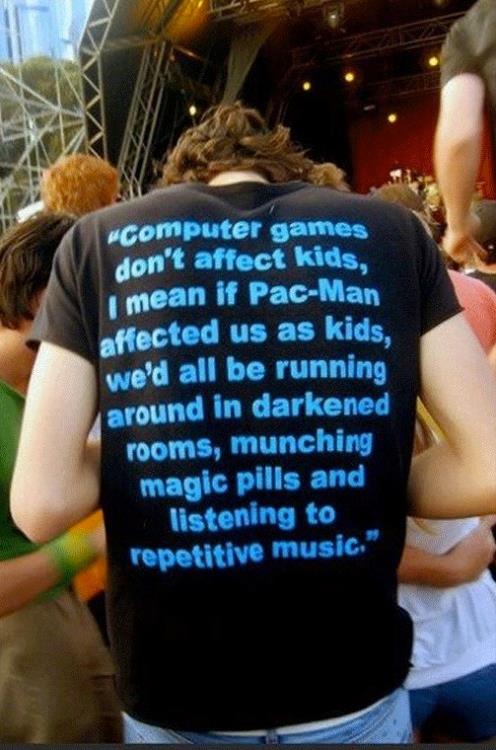 "Computer games
don't affect kids,
I mean if Pac-Man
affected us as kids,
we'd all be running
around in darkened
rooms, munching
magic pills and
listening to
repetitive music."